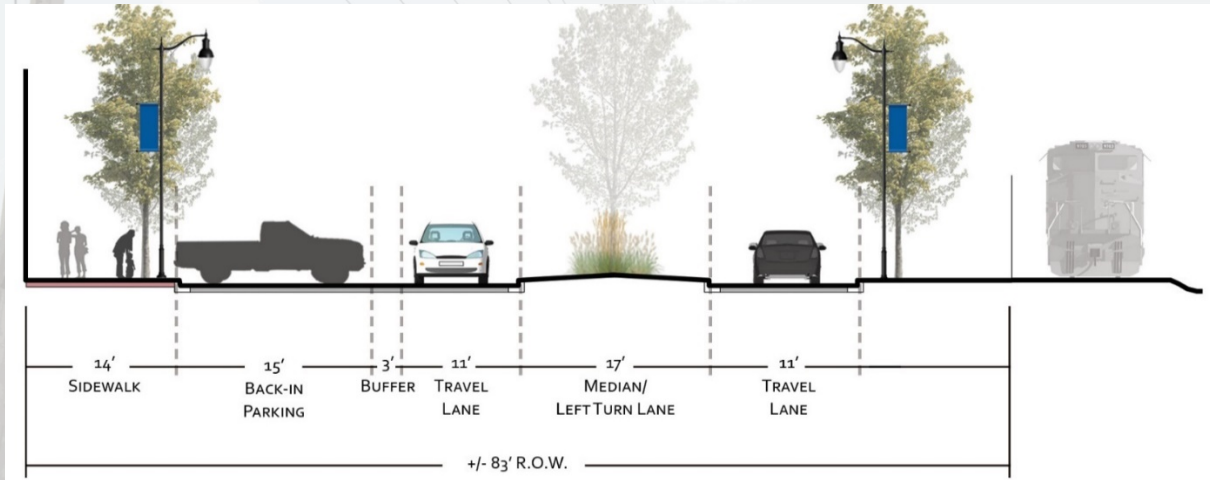 14' 15' 3' 11' 17' 11'
SIDEWALK BACK-IN BUFFER TRAVEL MEDIAN/ TRAVEL
PARKING LANE LEFT TURN LANE LANE
+/- 83' R.O.W.